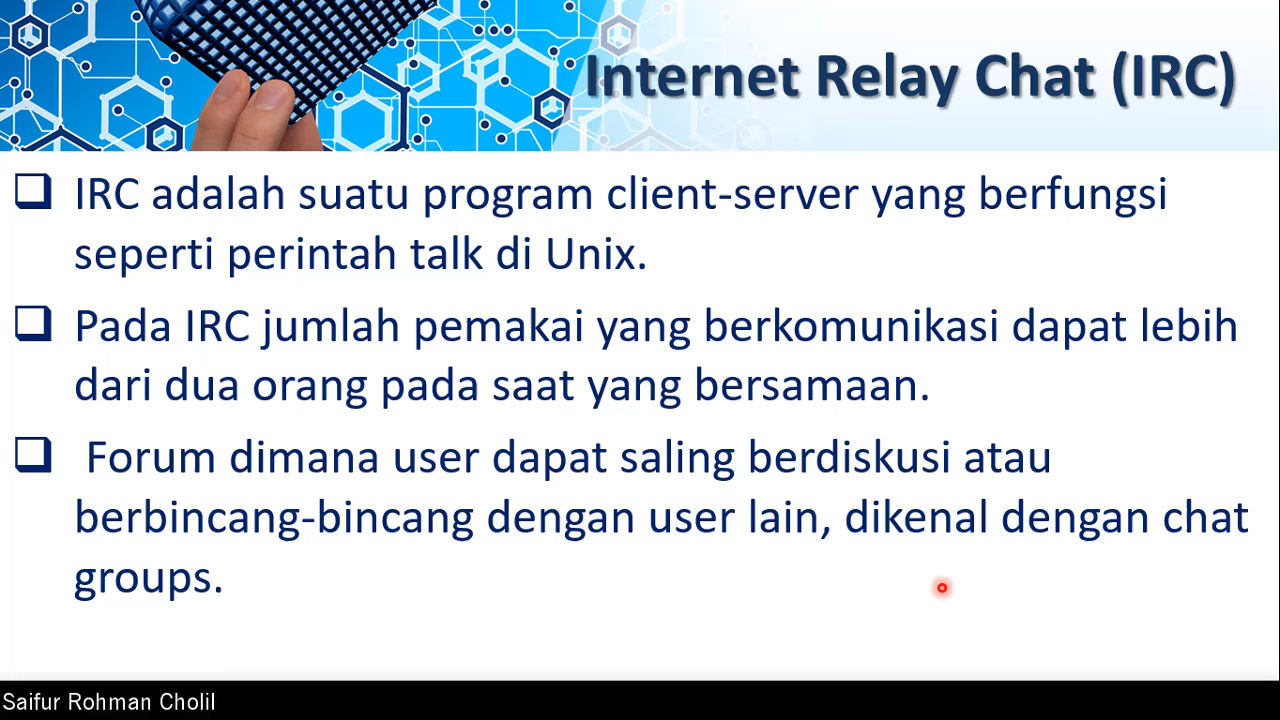 Internet Relay Chat (IRC)
IRC adalah suatu program client-server yang berfungsi
seperti perintah talk di Unix.
Pada IRC jumlah pemakai yang berkomunikasi dapat lebih
dari dua orang pada saat yang bersamaan.
Forum dimana user dapat saling berdiskusi atau
berbincang-bincang dengan user lain, dikenal dengan chat
groups.
Saifur Rohman Cholil